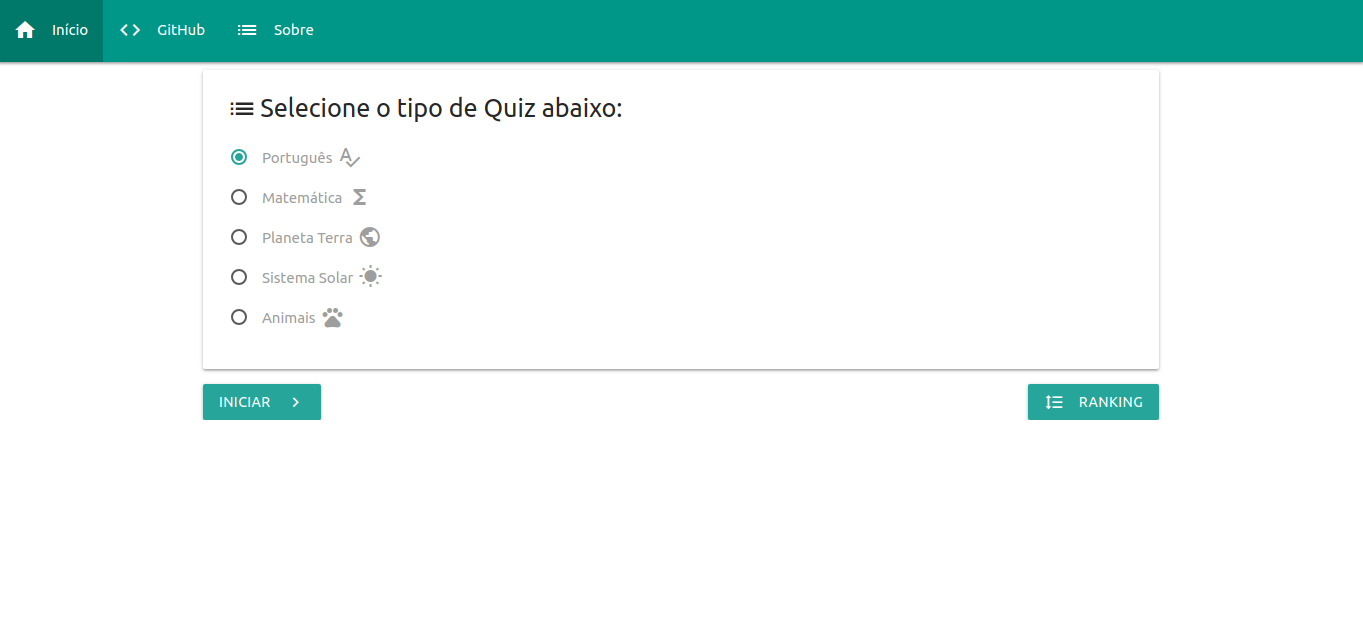 Início GitHub Sobre
Selecione o tipo de Quiz abaixo:
Português
Matemática
Planeta Terra
Sistema Solar
Animais
INICIAR RANKING